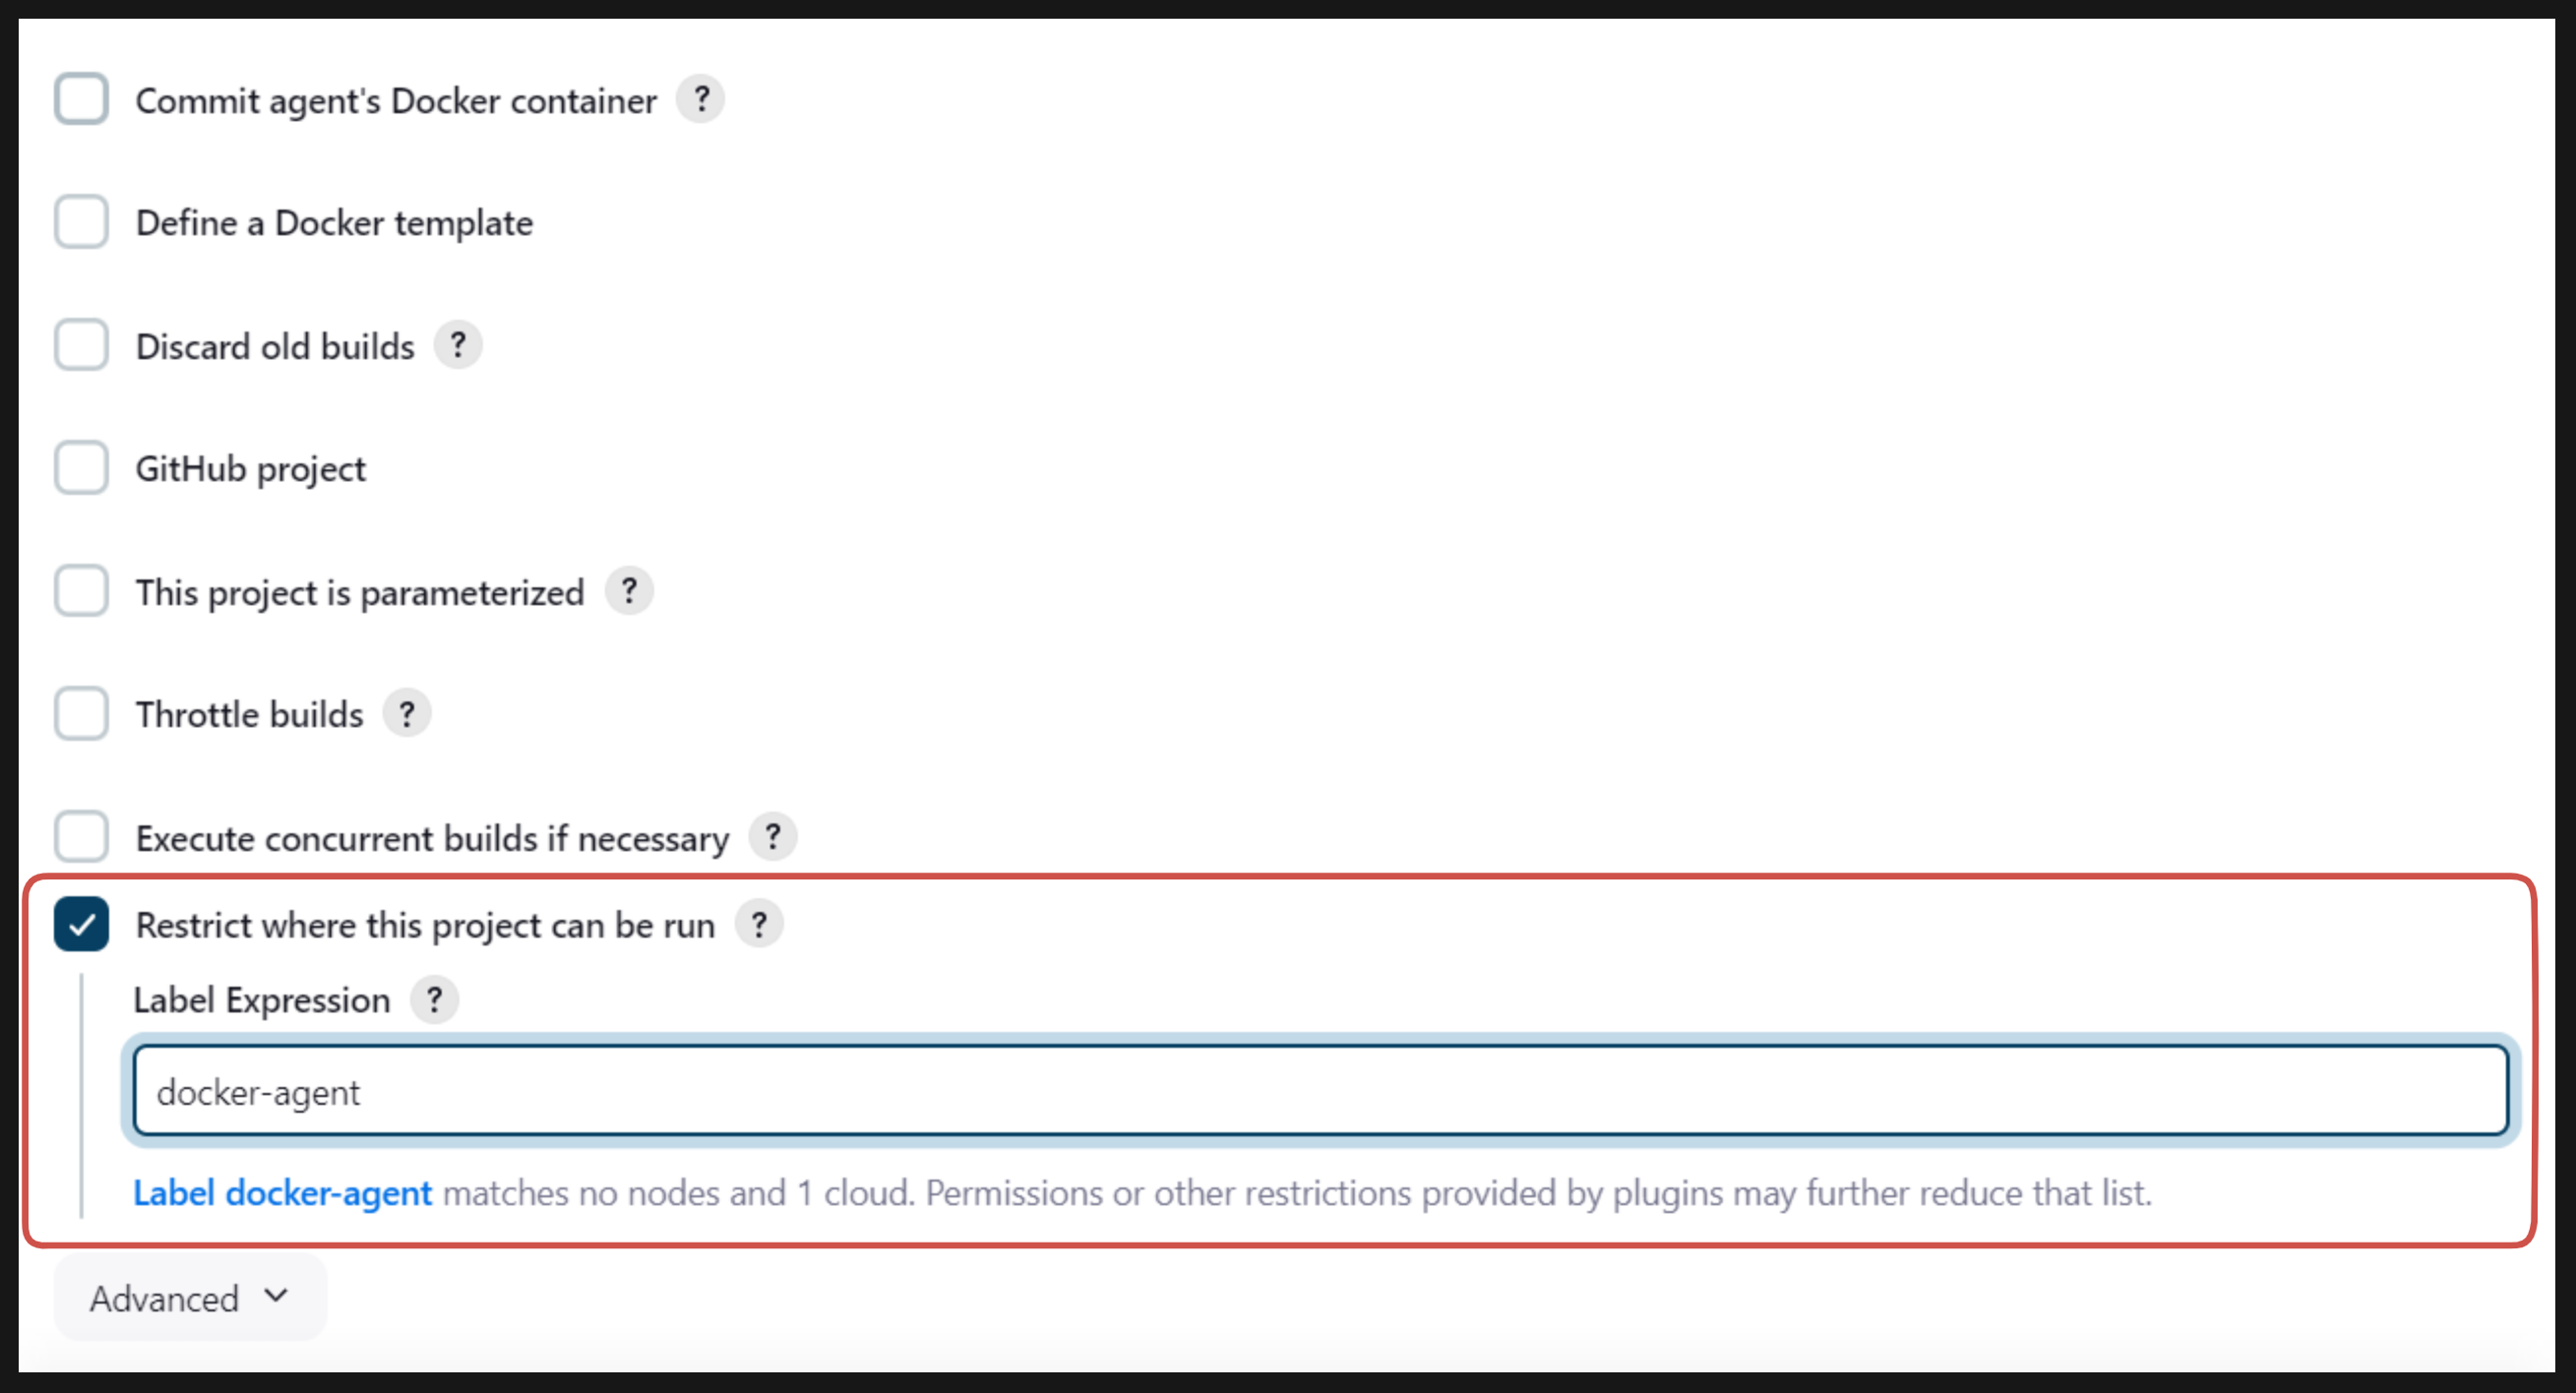 Commit agent's Docker container ?
Define a Docker template
Discard old builds ?
GitHub project
This project is parameterized ?
Throttle builds ?
Execute concurrent builds if necessary ?
Restrict where this project can be run ?
Label Expression ?
docker-agent
Label docker-agent matches no nodes and 1 cloud. Permissions or other restrictions provided by plugins may further reduce that list.
Advanced